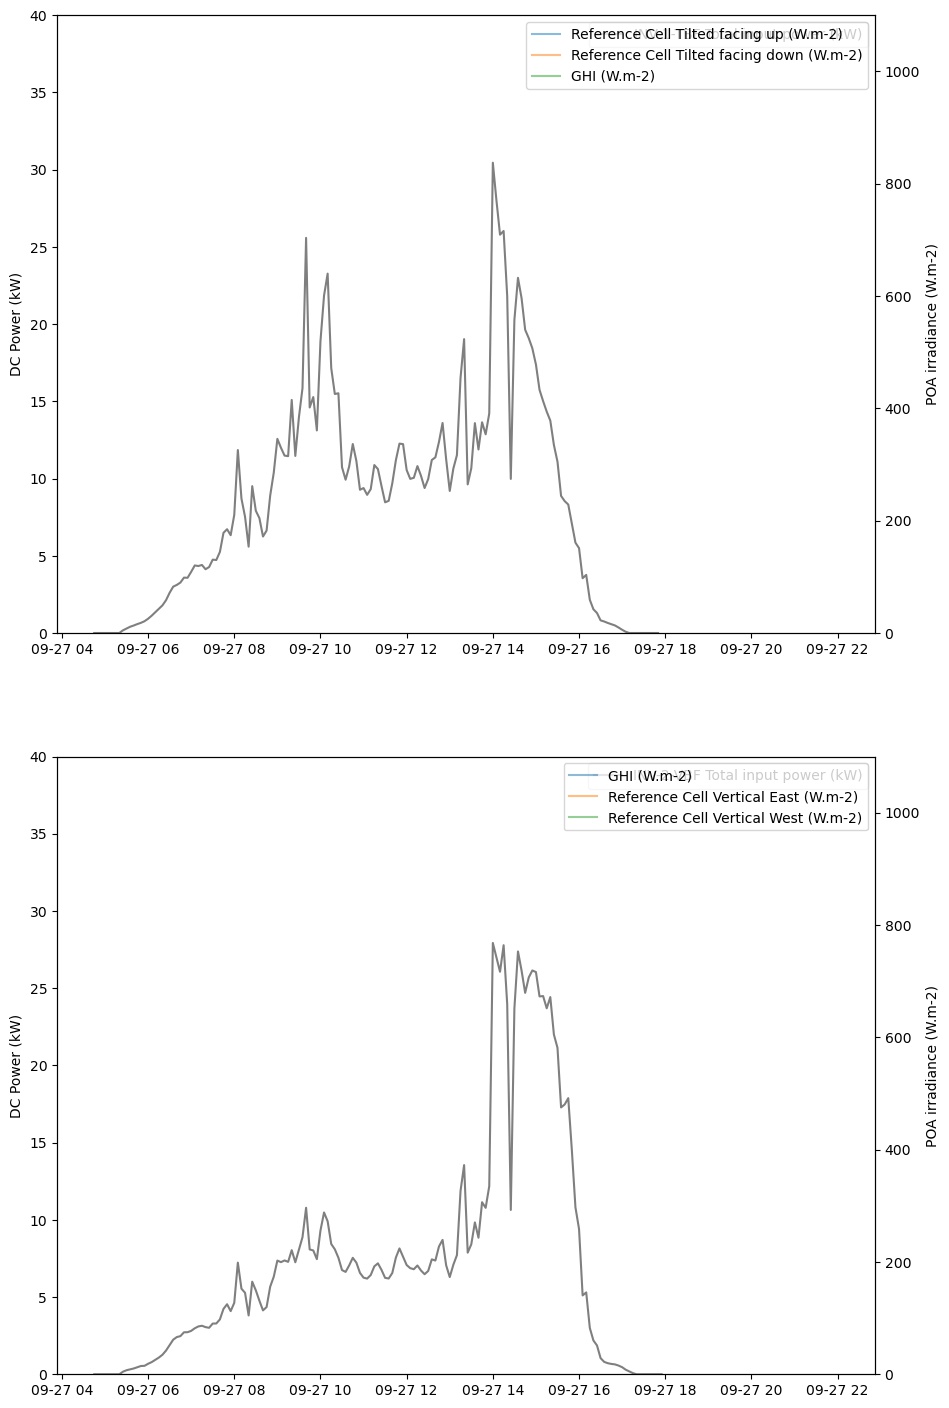 40
35
30
25
20
15
10
5
0
DC Power (kW)
Reference Cell Tilted facing up (W.m-2)
Reference Cell Tilted facing down (W.m-2)
GHI (W.m-2)
1000
800
600
400
200
0
POA irradiance (W.m-2)
09-27 04 09-27 06 09-27 08 09-27 10 09-27 12 09-27 14 09-27 16 09-27 18 09-27 20 09-27 22
40
35
30
25
20
15
10
5
0
DC Power (kW)
GHI (W.m-2) Total input power (kW)
Reference Cell Vertical East (W.m-2)
Reference Cell Vertical West (W.m-2)
1000
800
600
400
200
0
POA irradiance (W.m-2)
09-27 04 09-27 06 09-27 08 09-27 10 09-27 12 09-27 14 09-27 16 09-27 18 09-27 20 09-27 22